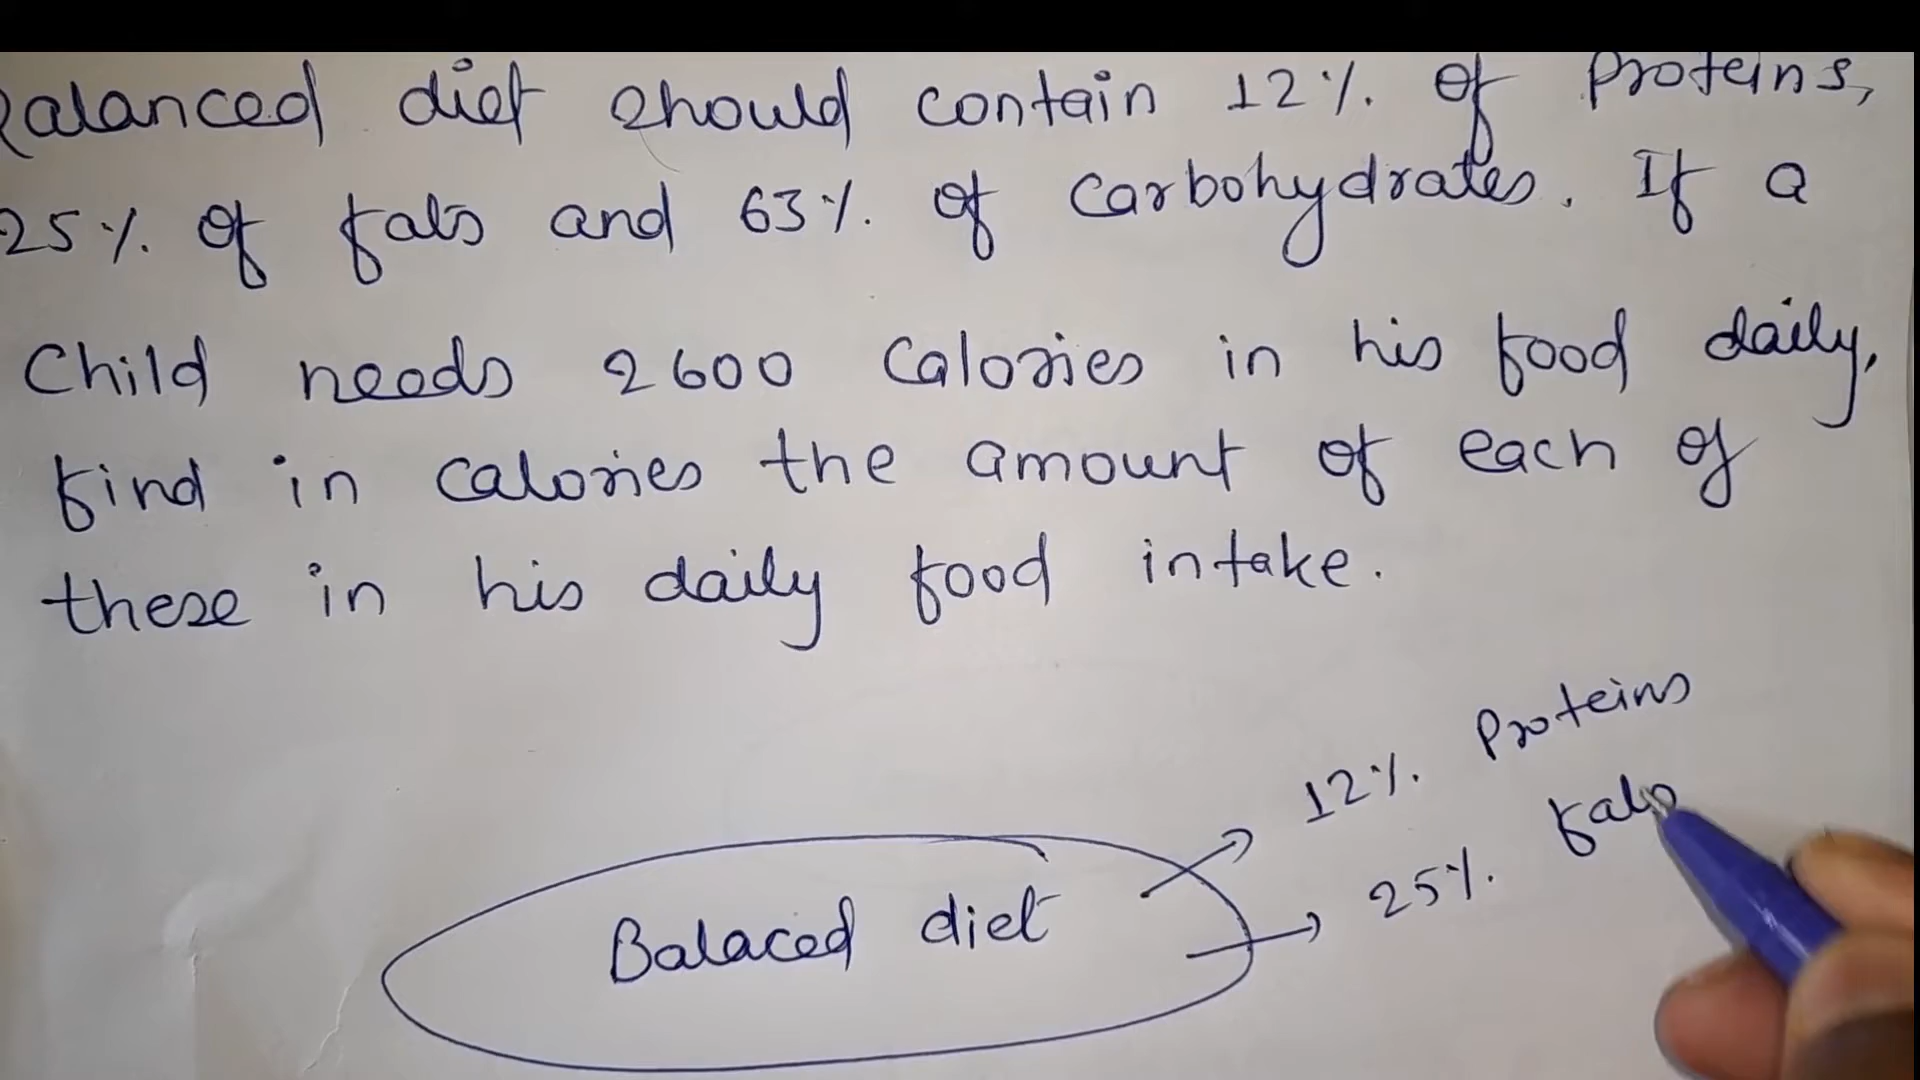 Balanced diet should contain 12%. of proteins,
25%. of fats and 63%. of carbohydrates. If a
Child needs 2600 calories in his food daily,
find in calories the amount of each of
these in his daily food intake.
12%. Proteins
25%. fats
Balaced diet